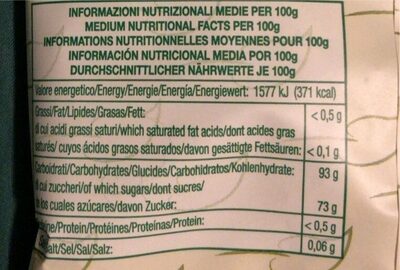 INFORMAZIONI NUTRIZIONALI MEDIE PER 100g
MEDIUM NUTRITIONAL FACTS PER 100g
INFORMATIONS NUTRITIONNELLES MOYENNES POUR 100g
INFORMACIÓN NUTRICIONAL MEDIA POR 100g
DURCHSCHNITTLICHER NÄHRWERTE JE 100g
Valore energetico/Energy/Energie/Energía/Energiewert: 1577 kJ (371 kcal)
Grassi/Fat/Lipides/Grasas/Fett: < 0,5 g
di cui acidi grassi saturi/which saturated fat acids/dont acides gras
saturés/ cuyos ácidos grasos saturados/davon gesättigte Fettsäuren: < 0,1 g
Carboidrati/Carbohydrates/Glucides/Carbohidratos/Kohlenhydrate: 93 g
di cui zuccheri/of which sugars/dont sucres/
los cuales azúcares/davon Zucker: 73 g
ne/Protein/Protéines/Proteínas/Protein: < 0,5 g
alt/Sel/Sal/Salz: 0,06 g